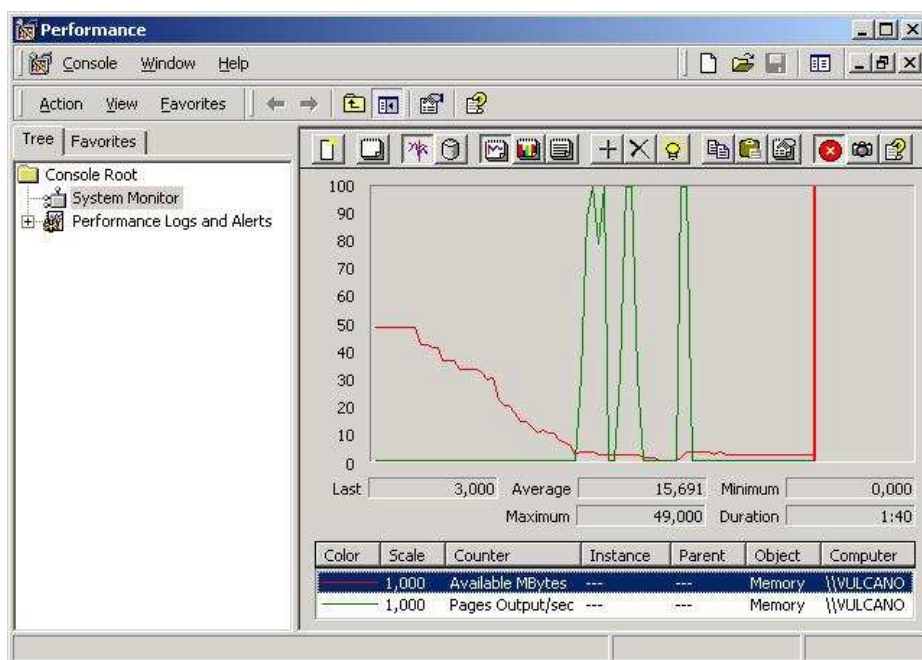 Performance
Console Window Help
Action View Favorites
Tree Favorites
Console Root
System Monitor
Performance Logs and Alerts
100
90
80
70
60
50
40
30
20
10
0
Last 3,000 Average 15,691 Minimum 0,000
Maximum 49,000 Duration 1:40
Color Scale Counter Instance Parent Object Computer
1,000 Available MBytes --- --- Memory \\VULCANO
1,000 Pages Output/sec --- --- Memory \\VULCANO